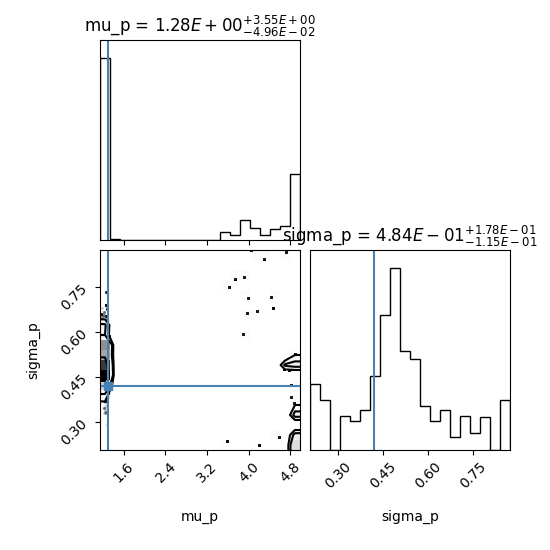 mu_p = 1.28E + 00+3.55E+00−4.96E−02
sigma_p = 4.84E − 01+1.78E−01−1.15E−01
0.75
0.60
0.45
0.30
sigma_p
1.6 2.4 3.2 4.0 4.8
mu_p
0.30 0.45 0.60 0.75
sigma_p